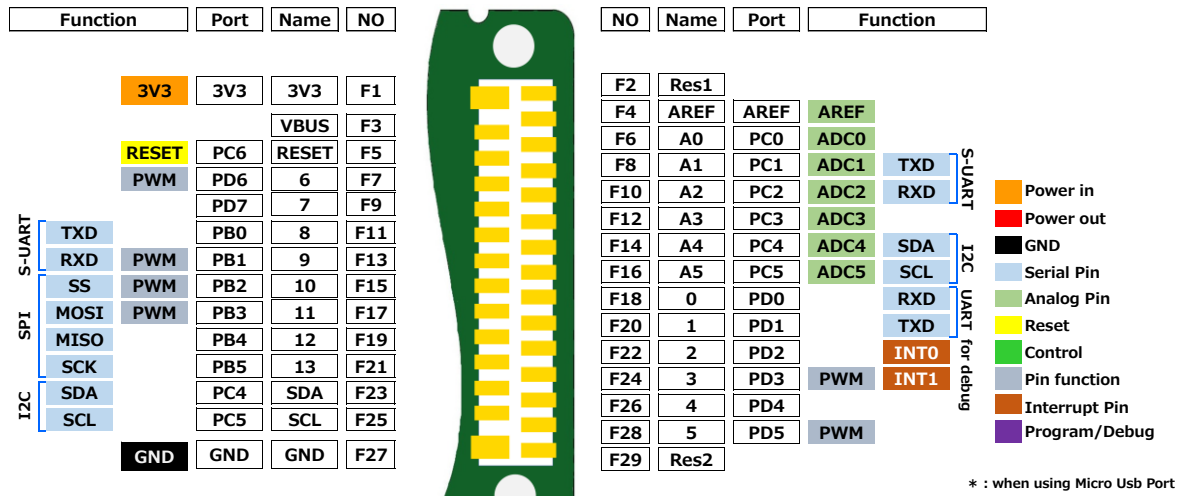 Function Port Name NO NO Name Port Function
F2 Res1
3V3 3V3 3V3 F1
F4 AREF AREF AREF
VBUS F3
F6 A0 PC0 ADC0
RESET PC6 RESET F5
F8 A1 PC1 ADC1 TXD
PWM PD6 6 F7
F10 A2 PC2 ADC2 RXD
S-UART
PD7 7 F9
F12 A3 PC3 ADC3
TXD PB0 8 F11
F14 A4 PC4 ADC4 SDA
RXD PWM PB1 9 F13
S-UART
F16 A5 PC5 ADC5 SCL
I2C
SS PWM PB2 10 F15
F18 0 PD0 RXD
MOSI PWM PB3 11 F17
F20 1 PD1 TXD
MISO PB4 12 F19
F22 2 PD2 INT0
SCK PB5 13 F21
SPI
F24 3 PD3 PWM INT1
UART for debug
SDA PC4 SDA F23
F26 4 PD4
SCL PC5 SCL F25
I2C
F28 5 PD5 PWM
GND GND GND F27
F29 Res2
Power in
Power out
GND
Serial Pin
Analog Pin
Reset
Control
Pin function
Interrupt Pin
Program/Debug
* : when using Micro Usb Port